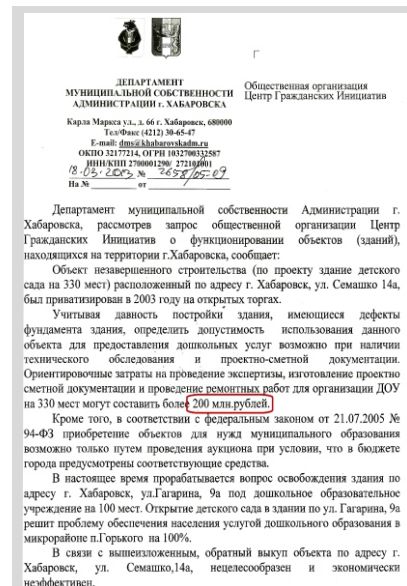 ДЕПАРТАМЕНТ
МУНИЦИПАЛЬНОЙ СОБСТВЕННОСТИ
АДМИНИСТРАЦИИ г. ХАБАРОВСКА
Карла Маркса ул., д. 66 г. Хабаровск, 680000
Тел/Факс (4212) 30-65-47
E-mail: dms@khabarovskadm.ru
ОКПО 32177214, ОГРН 1032700332587
ИНН/КПП 2700001290/ 272101001
18.03.2013 № 2658/05-09
На № от
Общественная организация
Центр Гражданских Инициатив
Департамент муниципальной собственности Администрации г.
Хабаровска, рассмотрев запрос общественной организации Центр
Гражданских Инициатив о функционировании объектов (зданий),
находящихся на территории г.Хабаровска, сообщает:
Объект незавершенного строительства (по проекту здание детского
сада на 330 мест) расположенный по адресу г. Хабаровск, ул. Семашко 14а,
был приватизирован в 2003 году на открытых торгах.
Учитывая давность постройки здания, имеющиеся дефекты
фундамента здания, определить допустимость использования данного
объекта для предоставления дошкольных услуг возможно при наличии
технического обследования и проектно-сметной документации.
Ориентировочные затраты на проведение экспертизы, изготовление проектно
сметной документации и проведение ремонтных работ для организации ДОУ
на 330 мест могут составить более 200 млн.рублей.
Кроме того, в соответствии с федеральным законом от 21.07.2005 №
94-ФЗ приобретение объектов для нужд муниципального образования
возможно только путем проведения аукциона при условии, что в бюджете
города предусмотрены соответствующие средства.
В настоящее время прорабатывается вопрос освобождения здания по
адресу г. Хабаровск, ул.Гагарина, 9а под дошкольное образовательное
учреждение на 100 мест. Открытие детского сада в здании по ул. Гагарина, 9а
решит проблему обеспечения населения услугой дошкольного образования в
микрорайоне п.Горького на 100%.
В связи с вышеизложенным, обратный выкуп объекта по адресу г.
Хабаровск, ул. Семашко,14а, нецелесообразен и экономически
неэффективен.